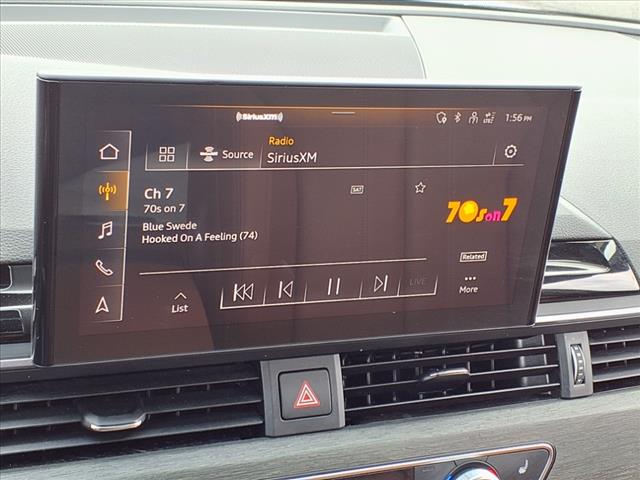 ((SiriusXM))
LTE
1:56 PM
Source
Radio
SiriusXM
Ch 7
70s on 7
SAT
Blue Swede
Hooked On A Feeling (74)
70s on 7
Related
LIVE
List
More